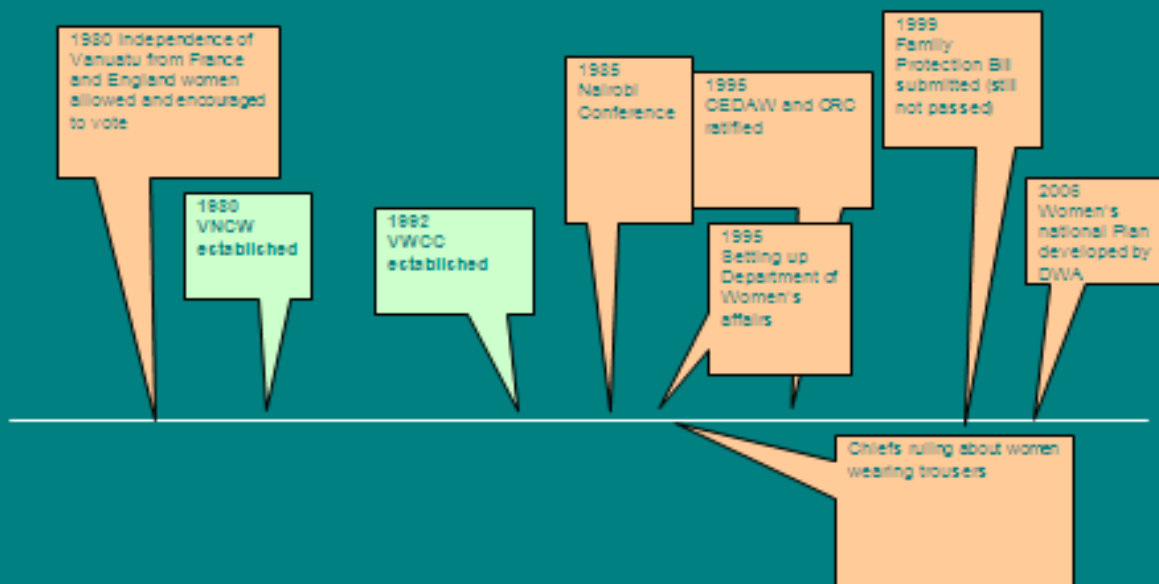 1980 Independence of
Vanuatu from France
and England women
allowed and encouraged
to vote
1980
VNCW
established
1992
VWCC
established
1985
Nairobi
Conference
1995
CEDAW and CRC
ratified
1995
Setting up
Department of
Women's
affairs
1999
Family
Protection Bill
submitted (still
not passed)
Women's
national Plan
developed by
DWA
Chiefs ruling about women
wearing trousers